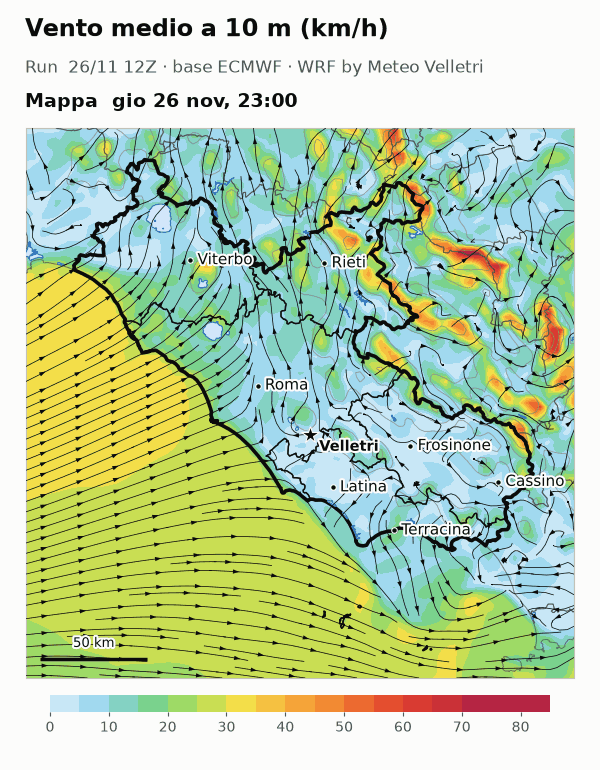 Vento medio a 10 m (km/h)
Run 26/11 12Z · base ECMWF · WRF by Meteo Velletri
Mappa gio 26 nov, 23:00
Viterbo
Rieti
Roma
Velletri
Frosinone
Latina
Cassino
Terracina
50 km
0 10 20 30 40 50 60 70 80